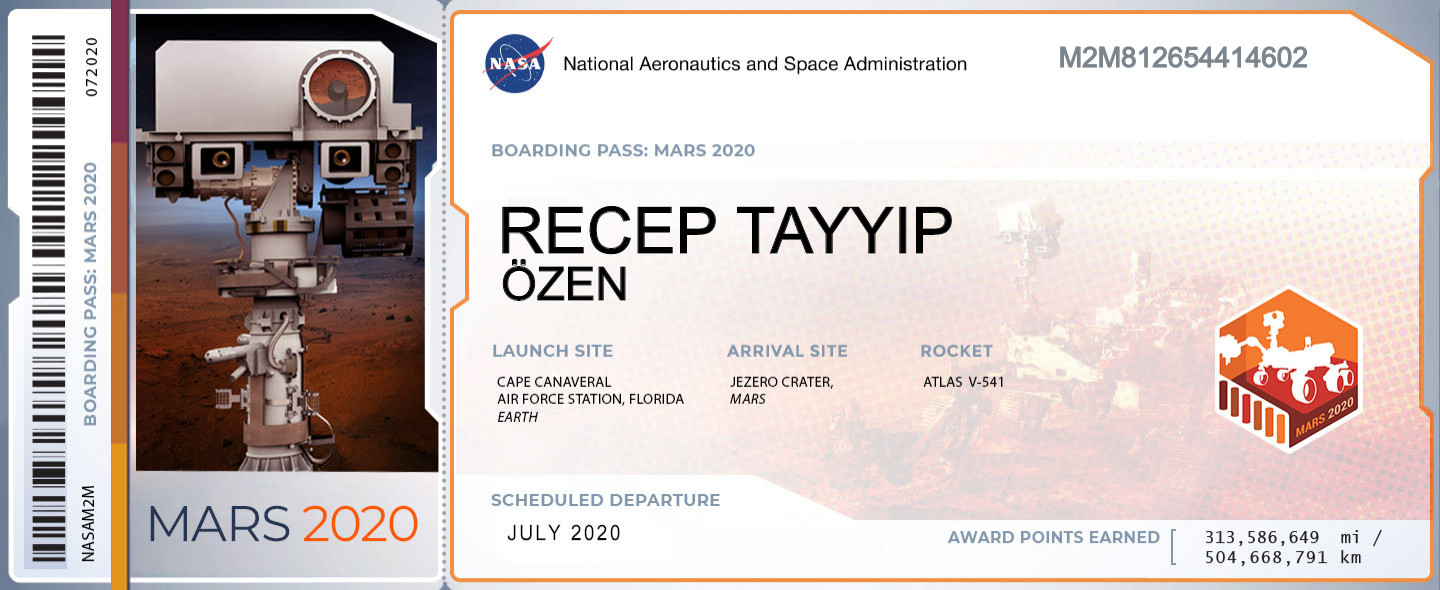 072020
BOARDING PASS: MARS 2020
NASAM2M
MARS 2020
NASA
National Aeronautics and Space Administration
M2M812654414602
BOARDING PASS: MARS 2020
RECEP TAYYIP
ÖZEN
LAUNCH SITE
CAPE CANAVERAL
AIR FORCE STATION, FLORIDA
EARTH
ARRIVAL SITE
JEZERO CRATER,
MARS
ROCKET
ATLAS V-541
MARS 2020
SCHEDULED DEPARTURE
JULY 2020
AWARD POINTS EARNED
313,586,649 mi /
504,668,791 km